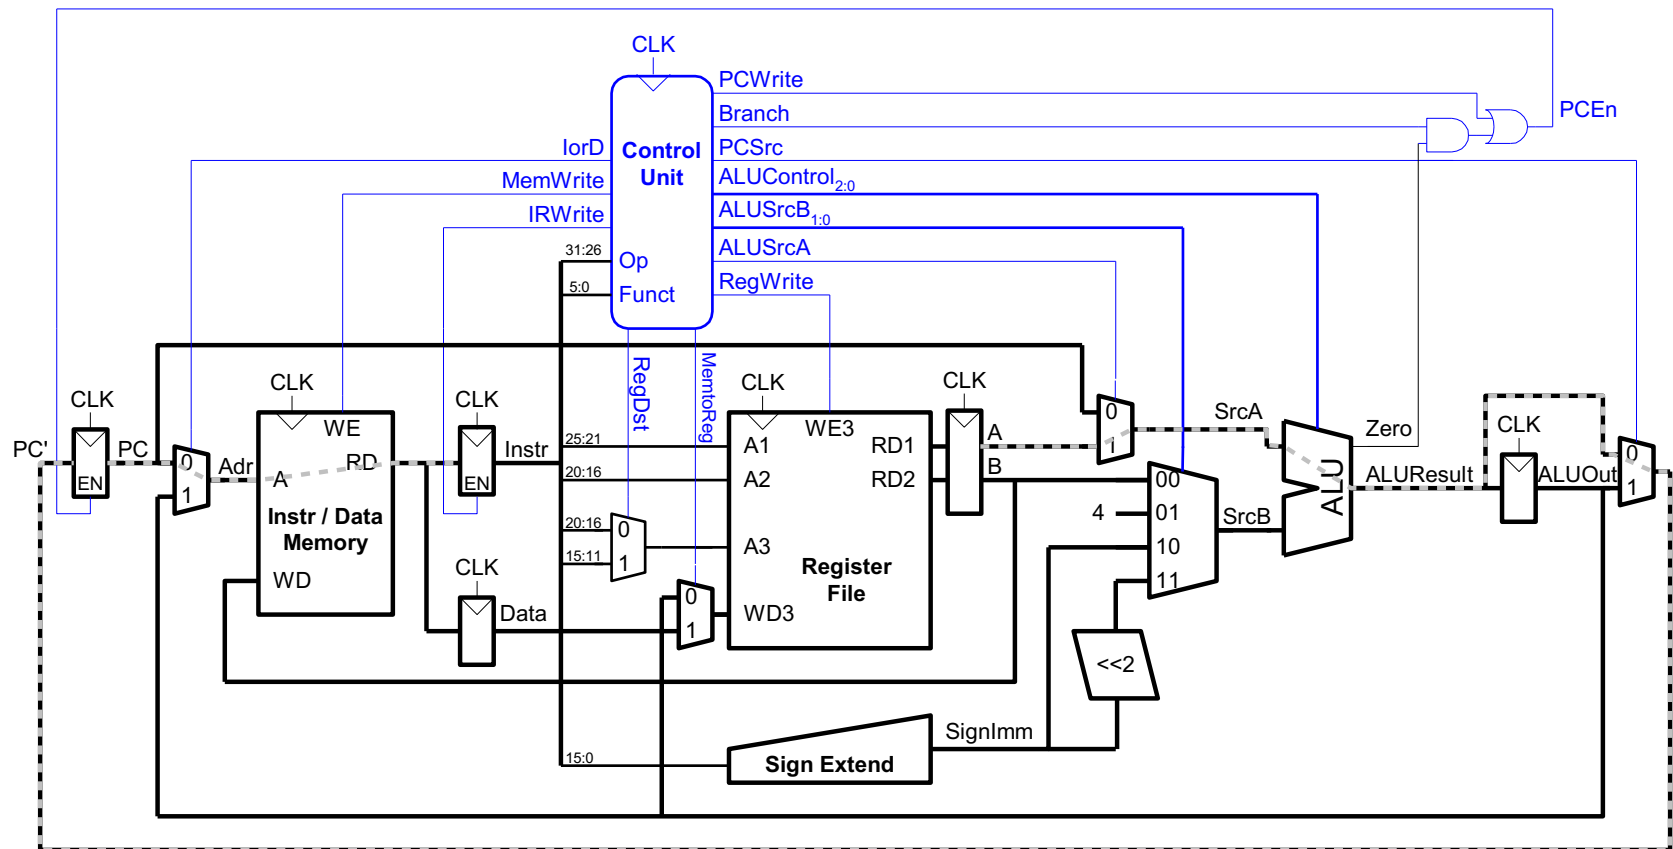 CLK
PCWrite
Branch
PCEn
IorD
Control
Unit
PCSrc
MemWrite
ALUControl2:0
IRWrite
ALUSrcB1:0
31:26
Op
ALUSrcA
5:0
Funct
RegWrite
RegDst
MemtoReg
CLK
CLK
CLK
CLK
CLK
CLK
PC'
EN
PC
0
1
Adr
WE
A
RD
Instr / Data
Memory
WD
EN
Instr
CLK
Data
25:21
20:16
20:16
15:11
0
1
0
1
A1
A2
A3
WD3
WE3
RD1
RD2
Register
File
A
B
0
1
SrcA
00
4
01
10
11
SrcB
ALU
Zero
ALUResult
CLK
ALUOut
0
1
<<2
SignImm
15:0
Sign Extend